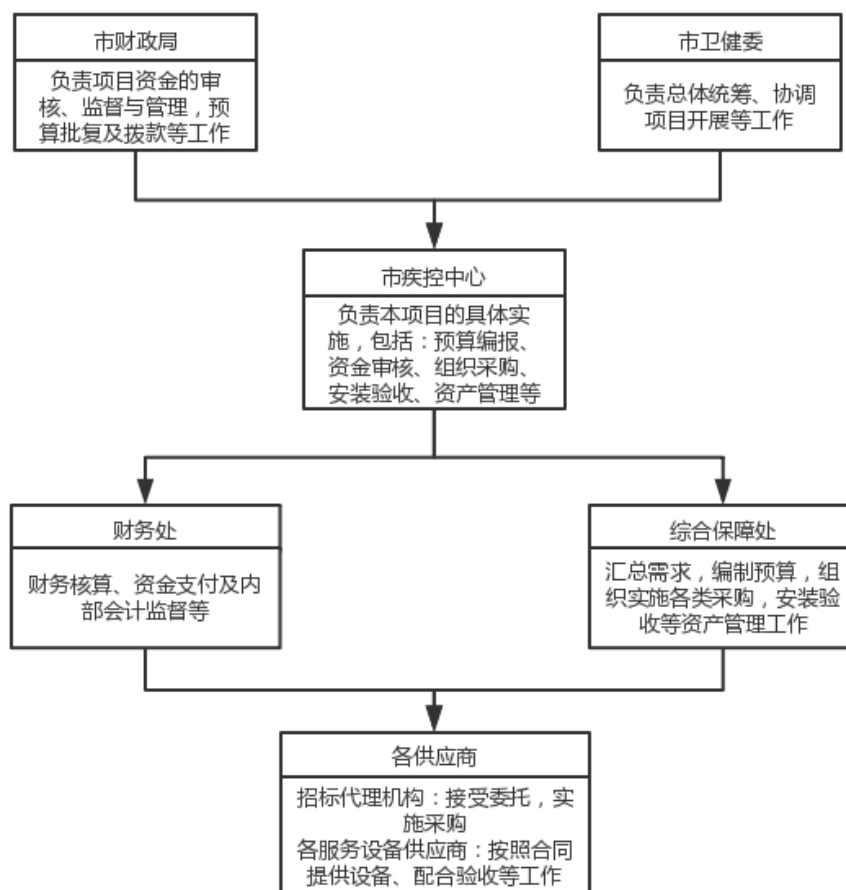 市财政局
负责项目资金的审
核、监督与管理，预
算批复及拨款等工作
市卫健委
负责总体统筹、协调
项目开展等工作
市疾控中心
负责本项目的具体实
施，包括：预算编报、
资金审核、组织采购、
安装验收、资产管理等
财务处
财务核算、资金支付及内
部会计监督等
综合保障处
汇总需求，编制预算，组
织实施各类采购，安装验
收等资产管理工作
各供应商
招标代理机构：接受委托，实
施采购
各服务设备供应商：按照合同
提供设备、配合验收等工作